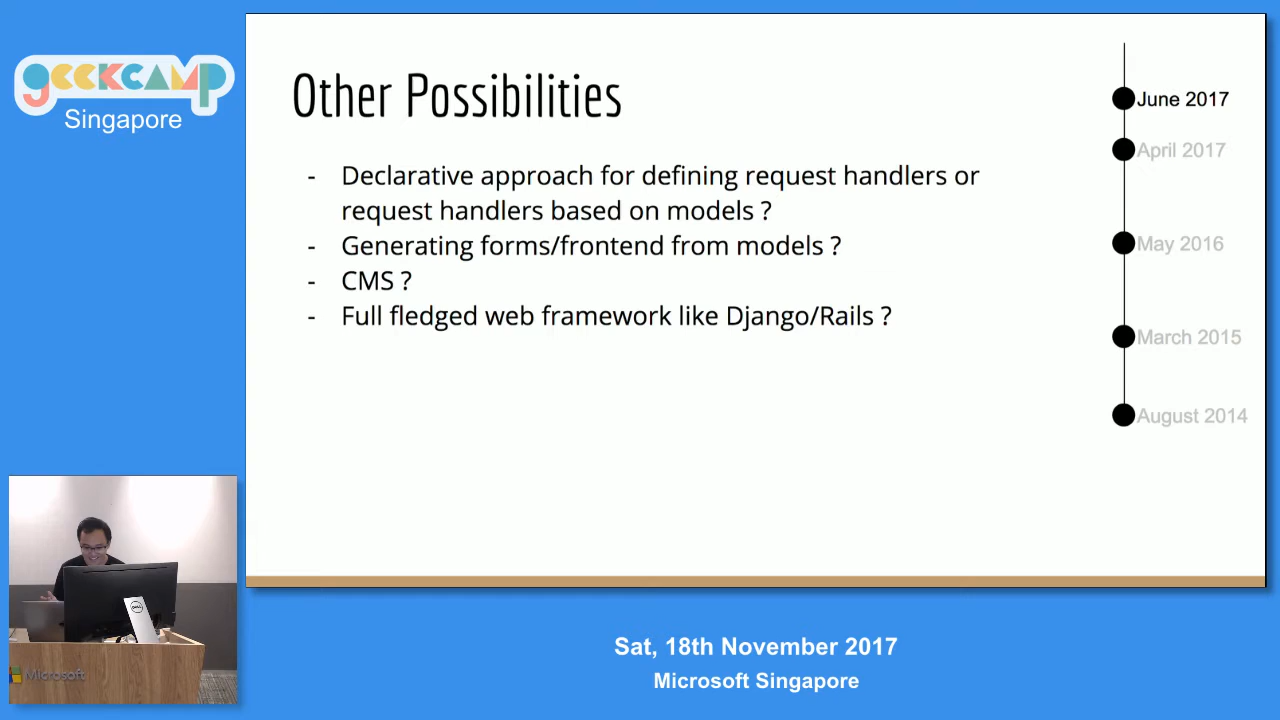 geekcamp
Singapore
Other Possibilities
- Declarative approach for defining request handlers or
request handlers based on models ?
- Generating forms/frontend from models ?
- CMS ?
- Full fledged web framework like Django/Rails ?
June 2017
April 2017
May 2016
March 2015
August 2014
DELL
Microsoft
Sat, 18th November 2017
Microsoft Singapore